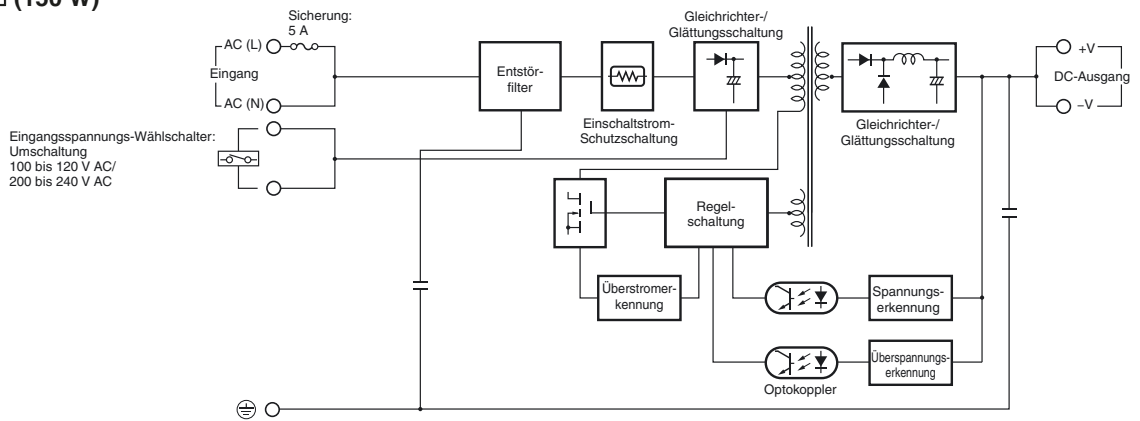 (150 W)
Sicherung:
5 A
AC (L)
Eingang
AC (N)
Eingangsspannungs-Wählschalter:
Umschaltung
100 bis 120 V AC/
200 bis 240 V AC
Entstör-
filter
Einschaltstrom-
Schutzschaltung
Gleichrichter-/
Glättungsschaltung
Gleichrichter-/
Glättungsschaltung
+V
DC-Ausgang
–V
Regel-
schaltung
Überstromer-
kennung
Spannungs-
erkennung
Überspannungs-
erkennung
Optokoppler